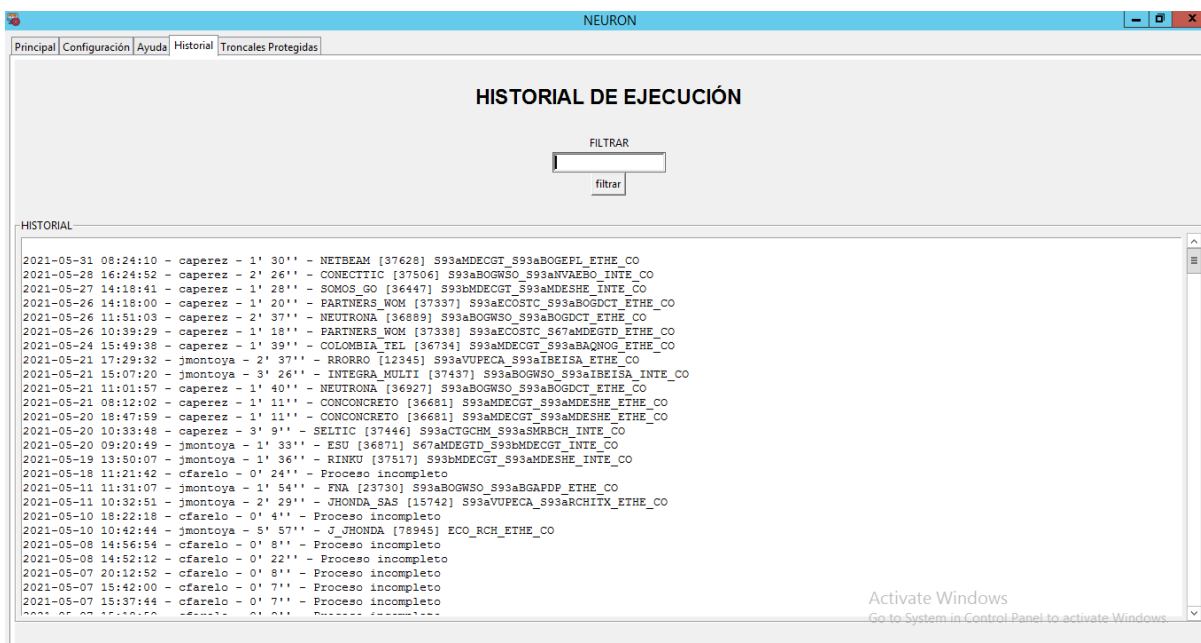 NEURON
Principal Configuración Ayuda Historial Troncales Protegidas
HISTORIAL DE EJECUCIÓN
FILTRAR
filtrar
HISTORIAL
2021-05-31 08:24:10 - caperez - 1' 30'' - NETBEAM [37628] S93aMDECGT_S93aBOGEPL_ETHE_CO
2021-05-28 16:24:52 - caperez - 2' 26'' - CONECTTIC [37506] S93aBOGWSO_S93aNVAEBO_INTE_CO
2021-05-27 14:18:41 - caperez - 1' 28'' - SOMOS_GO [36447] S93bMDECGT_S93aMDESHE_INTE_CO
2021-05-26 14:18:00 - caperez - 1' 20'' - PARTNERS_WOM [37337] S93aECOSTC_S93aBOGDCT_ETHE_CO
2021-05-26 11:51:03 - caperez - 2' 37'' - NEUTRONA [36889] S93aBOGWSO_S93aBOGDCT_ETHE_CO
2021-05-26 10:39:29 - caperez - 1' 18'' - PARTNERS_WOM [37338] S93aECOSTC_S67aMDEGTD_ETHE_CO
2021-05-24 15:49:38 - caperez - 1' 39'' - COLOMBIA_TEL [36734] S93aMDECGT_S93aBAQNOG_ETHE_CO
2021-05-21 17:29:32 - jmontoya - 2' 37'' - RRORRO [12345] S93aVUPECA_S93aIBEISA_ETHE_CO
2021-05-21 15:07:20 - jmontoya - 3' 26'' - INTEGRA_MULTI [37437] S93aBOGWSO_S93aIBEISA_INTE_CO
2021-05-21 11:01:57 - caperez - 1' 40'' - NEUTRONA [36927] S93aBOGWSO_S93aBOGDCT_ETHE_CO
2021-05-21 08:12:02 - caperez - 1' 11'' - CONCONCRETO [36681] S93aMDECGT_S93aMDESHE_ETHE_CO
2021-05-20 18:47:59 - caperez - 1' 11'' - CONCONCRETO [36681] S93aMDECGT_S93aMDESHE_ETHE_CO
2021-05-20 10:33:48 - caperez - 3' 9'' - SELTIC [37446] S93aCTGCHM_S93aSMRBCH_INTE_CO
2021-05-20 09:20:49 - jmontoya - 1' 33'' - ESU [36871] S67aMDEGTD_S93bMDECGT_INTE_CO
2021-05-19 13:50:07 - jmontoya - 1' 36'' - RINKU [37517] S93bMDECGT_S93aMDESHE_INTE_CO
2021-05-18 11:21:42 - cfarelo - 0' 24'' - Proceso incompleto
2021-05-11 11:31:07 - jmontoya - 1' 54'' - FNA [23730] S93aBOGWSO_S93aBGAPDP_ETHE_CO
2021-05-11 10:32:51 - jmontoya - 2' 29'' - JHONDA_SAS [15742] S93aVUPECA_S93aRCHITX_ETHE_CO
2021-05-10 18:22:18 - cfarelo - 0' 4'' - Proceso incompleto
2021-05-10 10:42:44 - jmontoya - 5' 57'' - J_JHONDA [78945] ECO_RCH_ETHE_CO
2021-05-08 14:56:54 - cfarelo - 0' 8'' - Proceso incompleto
2021-05-08 14:52:12 - cfarelo - 0' 22'' - Proceso incompleto
2021-05-07 20:12:52 - cfarelo - 0' 8'' - Proceso incompleto
2021-05-07 15:42:00 - cfarelo - 0' 7'' - Proceso incompleto
2021-05-07 15:37:44 - cfarelo - 0' 7'' - Proceso incompleto
Activate Windows
Go to System in Control Panel to activate Windows.